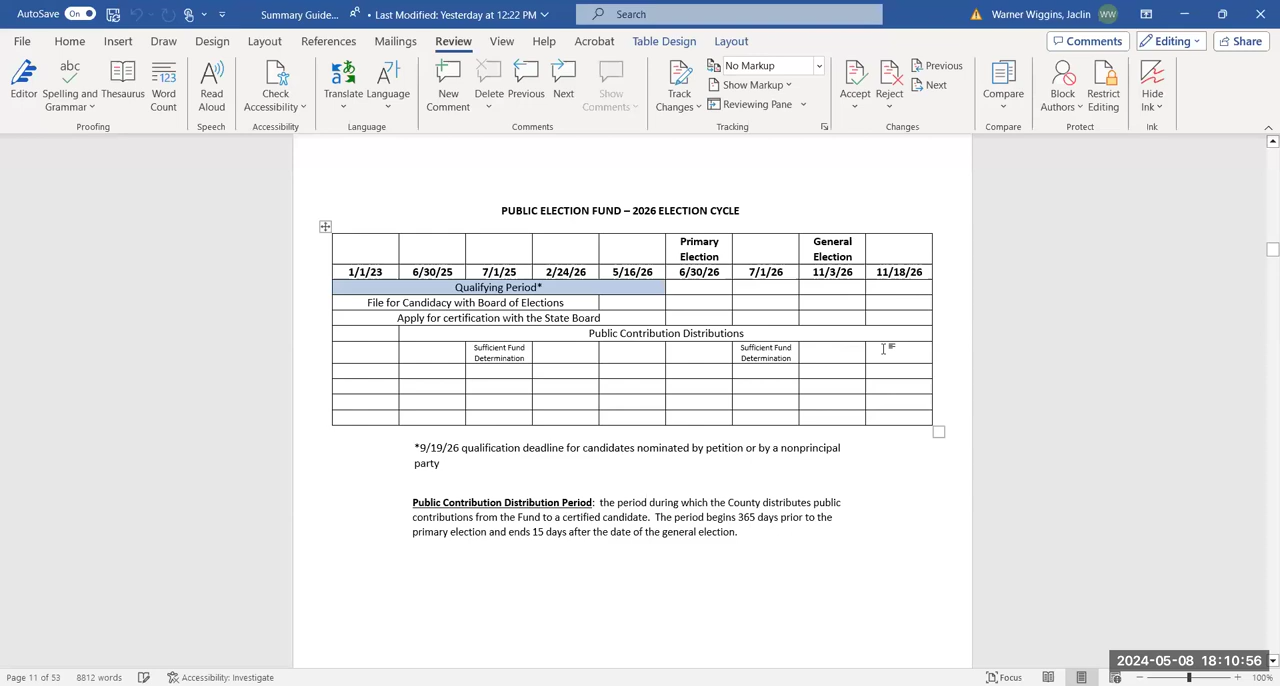 AutoSave On Summary Guide... • Last Modified: Yesterday at 12:22 PM Search Warner Wiggins, Jaclin WW
File Home Insert Draw Design Layout References Mailings Review View Help Acrobat Table Design Layout Comments Editing Share
Editor Spelling and Grammar Thesaurus Word Count Read Aloud Check Accessibility Translate Language New Comment Delete Previous Next Show Comments Track Changes No Markup Show Markup Reviewing Pane Accept Reject Previous Next Compare Block Authors Restrict Editing Hide Ink
Proofing Speech Accessibility Language Comments Tracking Changes Compare Protect Ink
PUBLIC ELECTION FUND – 2026 ELECTION CYCLE
Primary Election General Election
1/1/23 6/30/25 7/1/25 2/24/26 5/16/26 6/30/26 7/1/26 11/3/26 11/18/26
Qualifying Period*
File for Candidacy with Board of Elections
Apply for certification with the State Board
Public Contribution Distributions
Sufficient Fund Determination Sufficient Fund Determination
*9/19/26 qualification deadline for candidates nominated by petition or by a nonprincipal
party
Public Contribution Distribution Period: the period during which the County distributes public
contributions from the Fund to a certified candidate. The period begins 365 days prior to the
primary election and ends 15 days after the date of the general election.
2024-05-08 18:10:56
Page 11 of 53 8812 words Accessibility: Investigate Focus 100%